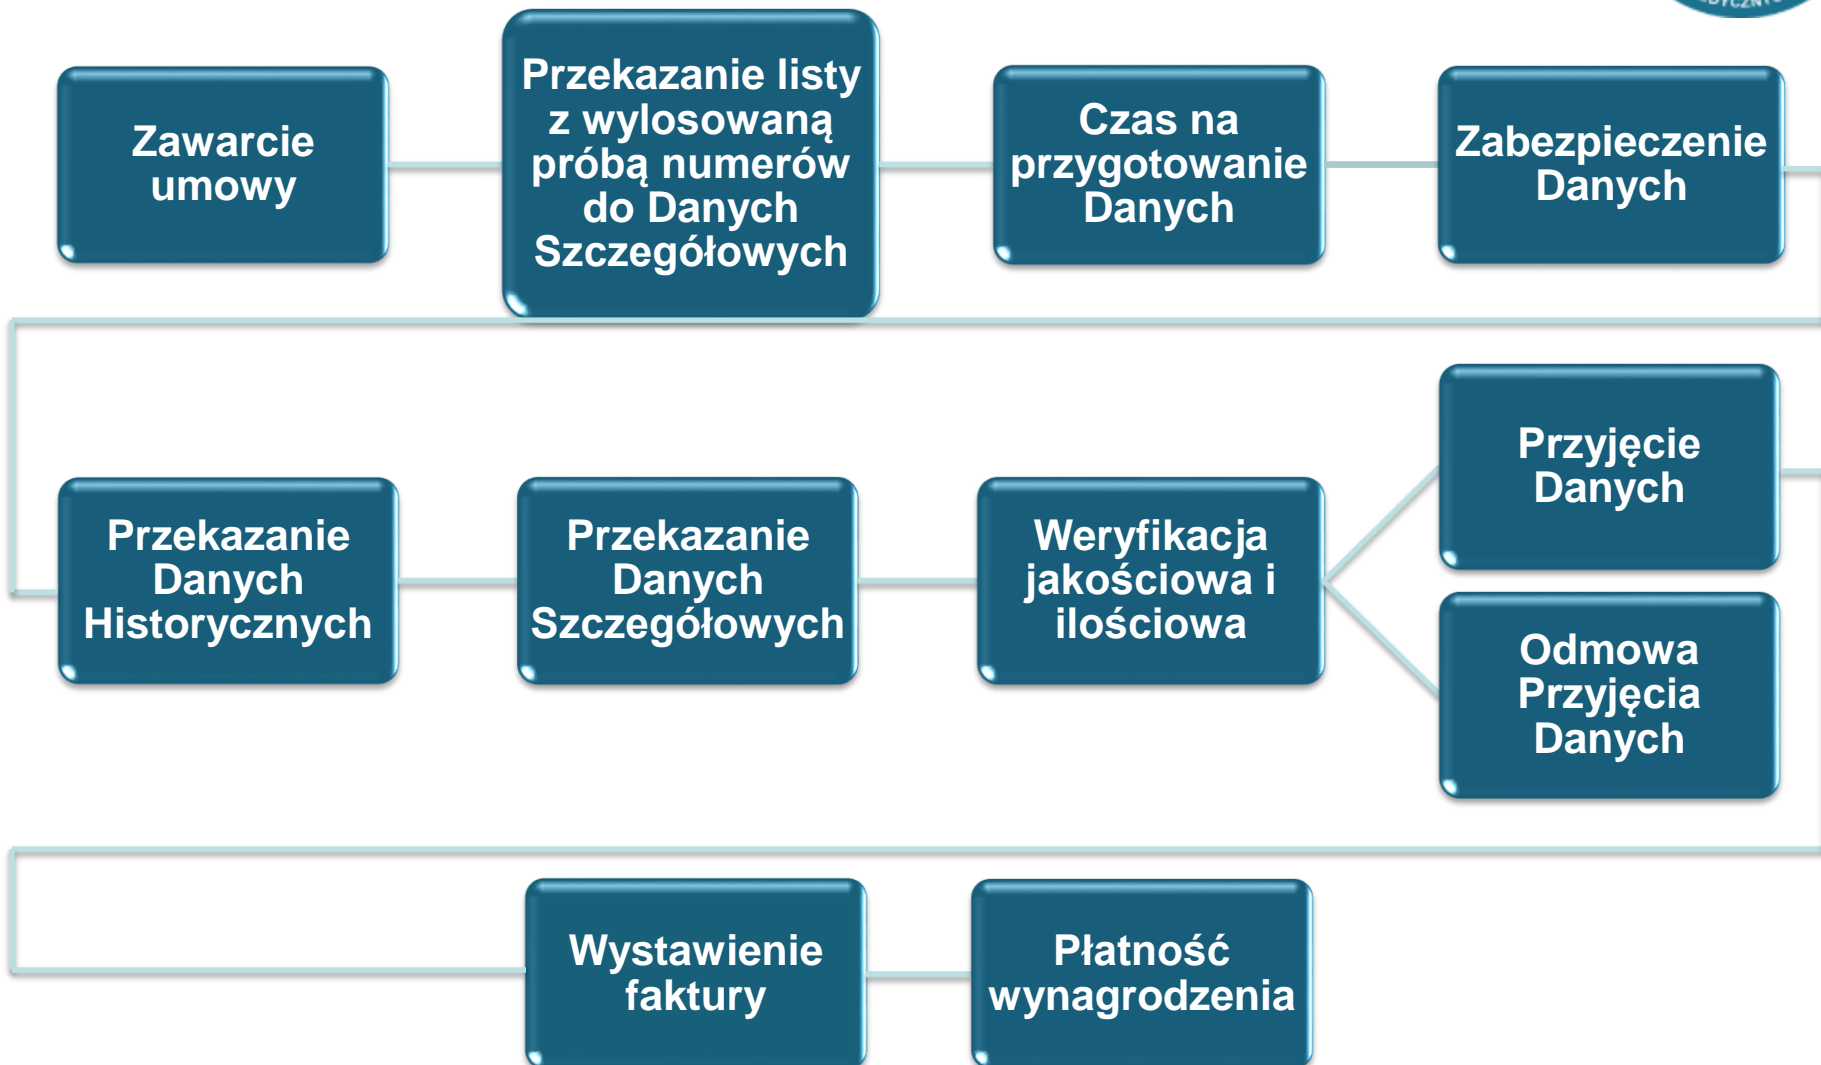 Zawarcie
umowy
Przekazanie listy
z wylosowaną
próbą numerów
do Danych
Szczegółowych
Czas na
przygotowanie
Danych
Zabezpieczenie
Danych
Przekazanie
Danych
Historycznych
Przekazanie
Danych
Szczegółowych
Weryfikacja
jakościowa i
ilościowa
Przyjęcie
Danych
Odmowa
Przyjęcia
Danych
Wystawienie
faktury
Płatność
wynagrodzenia